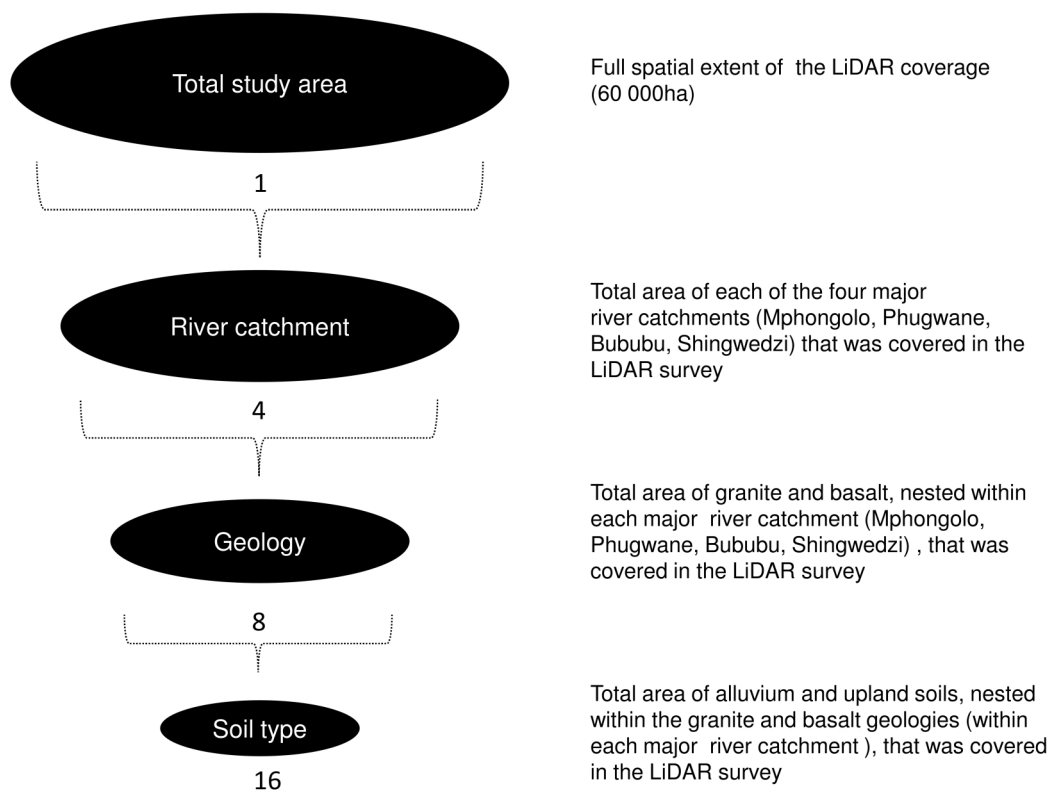 Total study area
Full spatial extent of  the LiDAR coverage
(60 000ha)
1
River catchment
Total area of each of the four major
river catchments (Mphongolo, Phugwane,
Bububu, Shingwedzi) that was covered in the
LiDAR survey
4
Geology
Total area of granite and basalt, nested within
each major  river catchment (Mphongolo,
Phugwane, Bububu, Shingwedzi) , that was
covered in the LiDAR survey
8
Soil type
Total area of alluvium and upland soils, nested
within the granite and basalt geologies (within
each major  river catchment ), that was covered
in the LiDAR survey
16